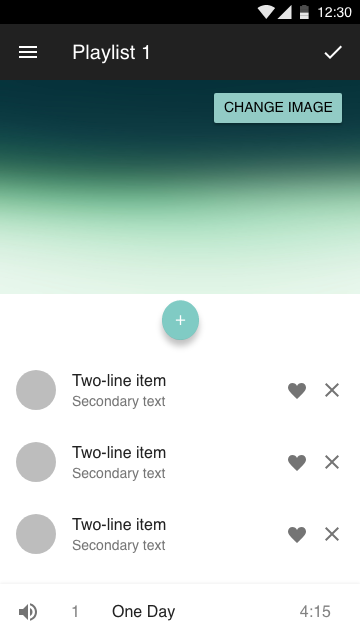 12:30
Playlist 1
CHANGE IMAGE
+
Two-line item
Secondary text
Two-line item
Secondary text
Two-line item
Secondary text
1 One Day 4:15